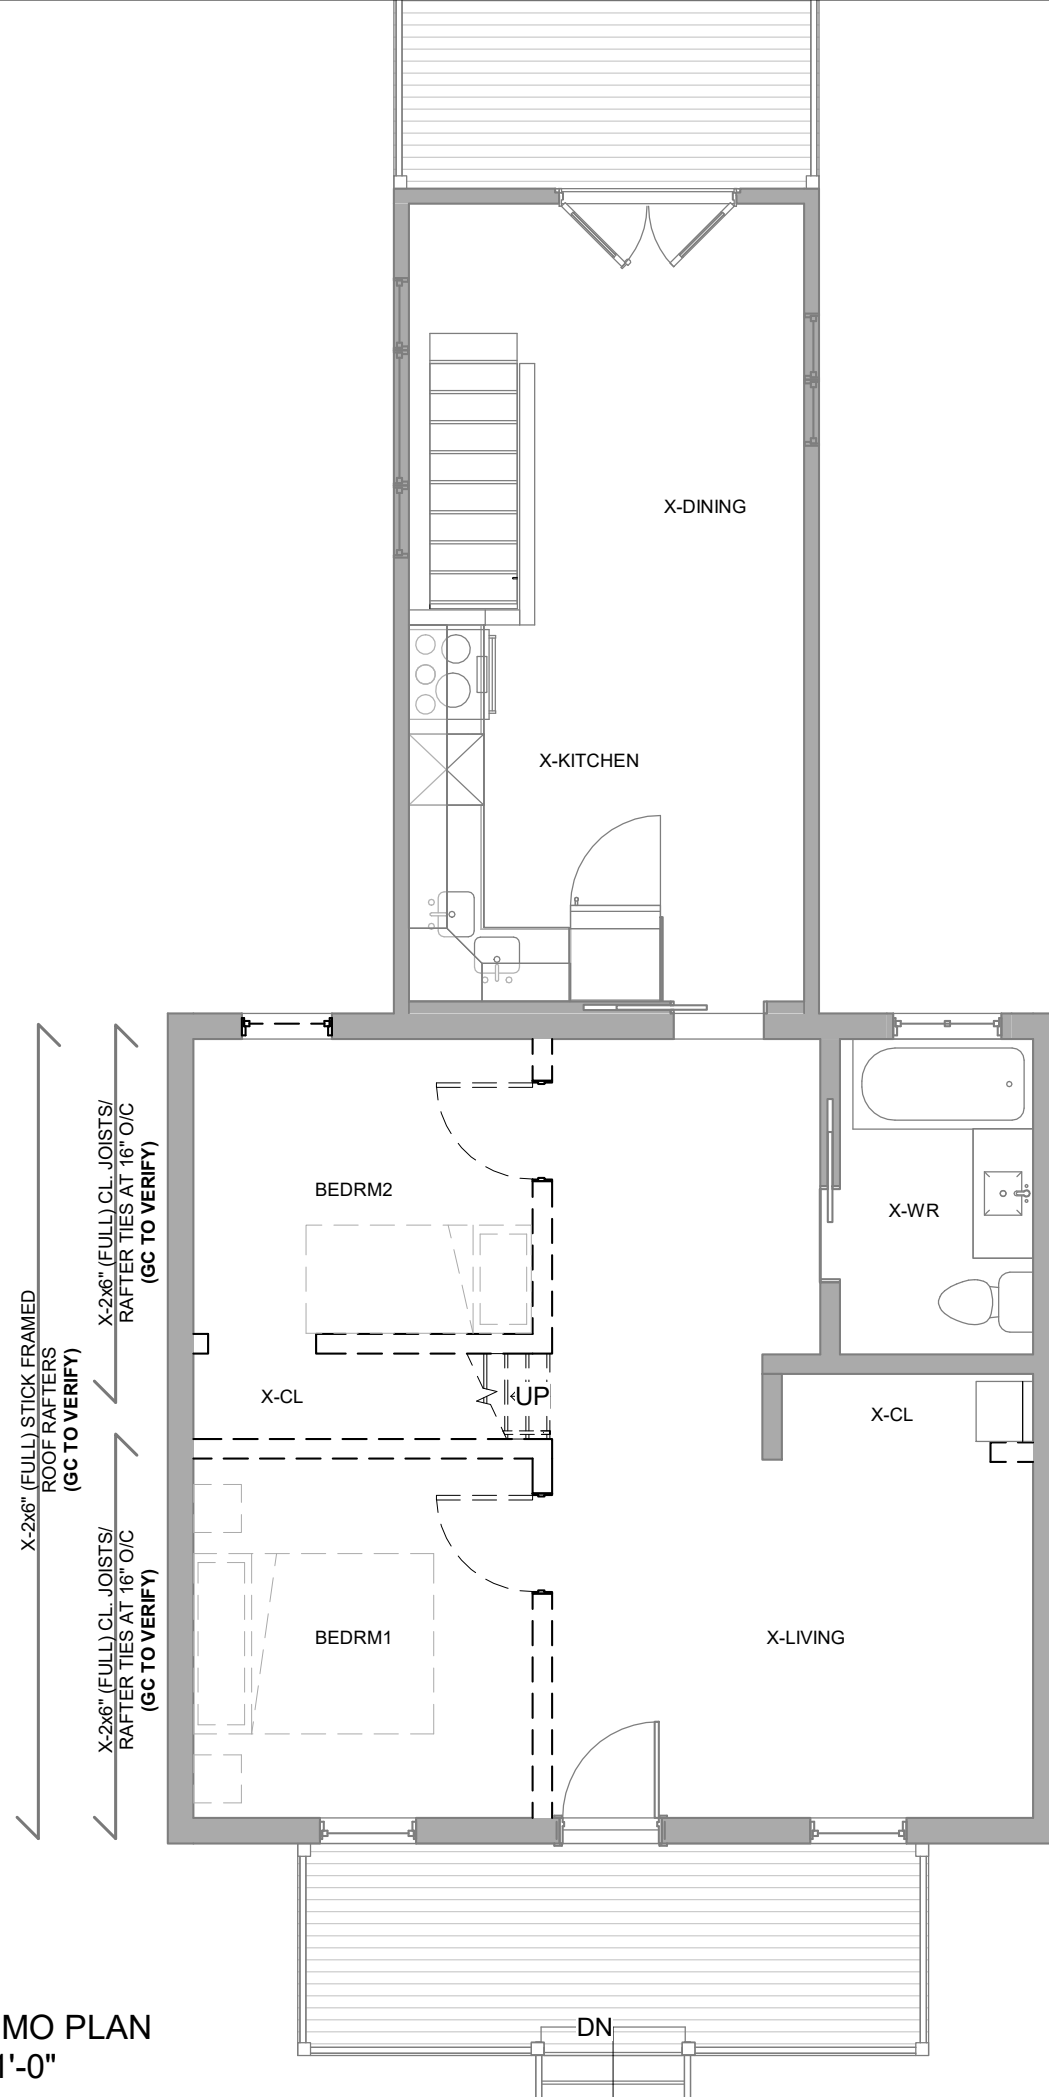 X-DINING
X-KITCHEN
X-2x6" (FULL) CL. JOISTS/
RAFTER TIES AT 16" O/C
(GC TO VERIFY)
BEDRM2
X-WR
X-2x6" (FULL) STICK FRAMED
ROOF RAFTERS
(GC TO VERIFY)
X-CL
UP
X-CL
X-2x6" (FULL) CL. JOISTS/
RAFTER TIES AT 16" O/C
(GC TO VERIFY)
BEDRM1
X-LIVING
DN
MO PLAN
1'-0"